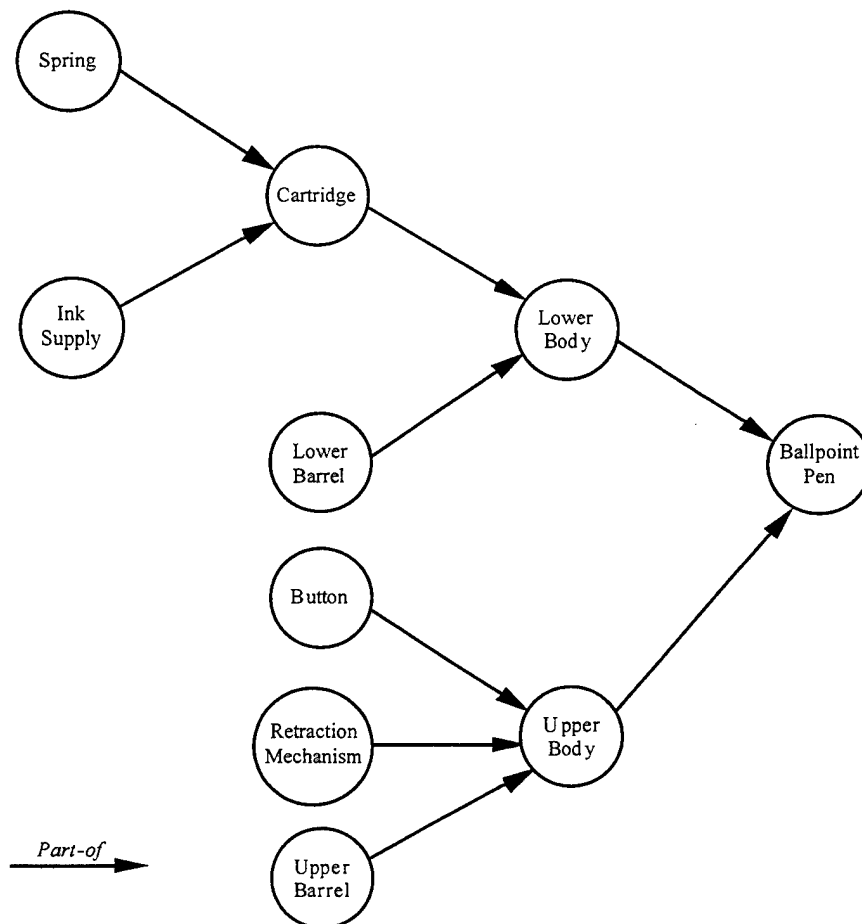 Spring
Cartridge
Ink
Supply
Lower
Body
Lower
Barrel
Ballpoint
Pen
Button
Retraction
Mechanism
Upper
Body
Part-of
Upper
Barrel